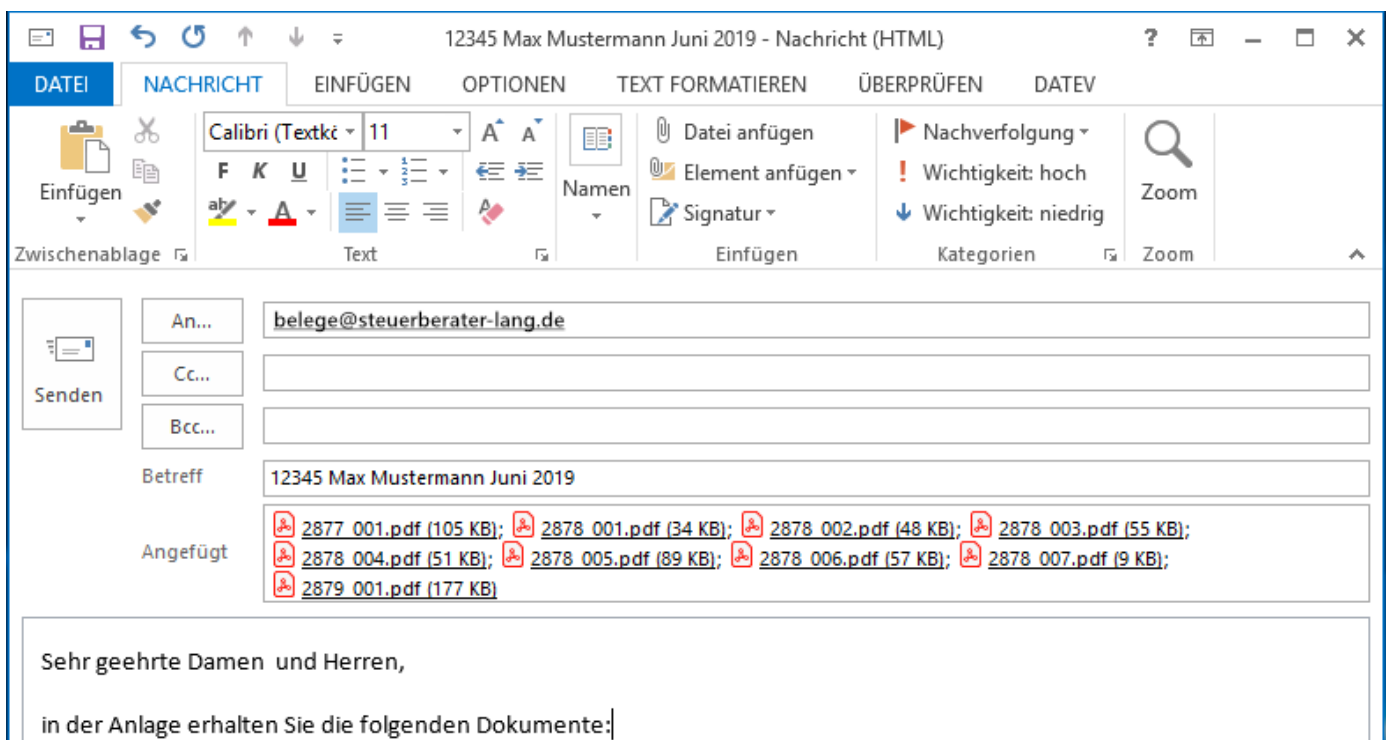 12345 Max Mustermann Juni 2019 - Nachricht (HTML) ?
DATEI NACHRICHT EINFÜGEN OPTIONEN TEXT FORMATIEREN ÜBERPRÜFEN DATEV
Calibri (Textkö 11 A A Datei anfügen Nachverfolgung
F K U Element anfügen Wichtigkeit: hoch
Einfügen Namen Zoom
ab A Signatur Wichtigkeit: niedrig
Zwischenablage Text Einfügen Kategorien Zoom
An... belege@steuerberater-lang.de
Cc...
Senden
Bcc...
Betreff 12345 Max Mustermann Juni 2019
2877_001.pdf (105 KB); 2878_001.pdf (34 KB); 2878_002.pdf (48 KB); 2878_003.pdf (55 KB);
Angefügt 2878_004.pdf (51 KB); 2878_005.pdf (89 KB); 2878_006.pdf (57 KB); 2878_007.pdf (9 KB);
2879_001.pdf (177 KB)
Sehr geehrte Damen  und Herren,
in der Anlage erhalten Sie die folgenden Dokumente: